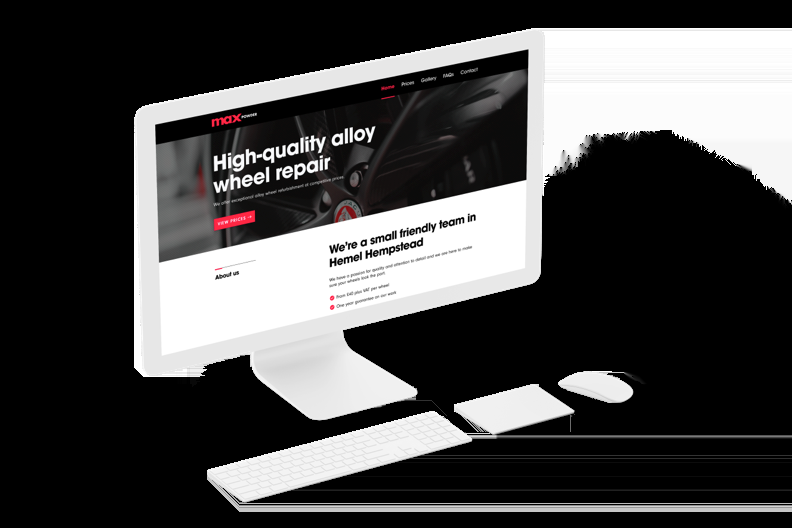 max POWDER
Home Prices Gallery FAQs Contact
High-quality alloy
wheel repair
We offer exceptional alloy wheel refurbishment at competitive prices
VIEW PRICES →
About us
We're a small friendly team in
Hemel Hempstead
We have a passion for quality and attention to detail and we are here to make
sure your wheels look the part
From £40 plus VAT per wheel
One year guarantee on our work